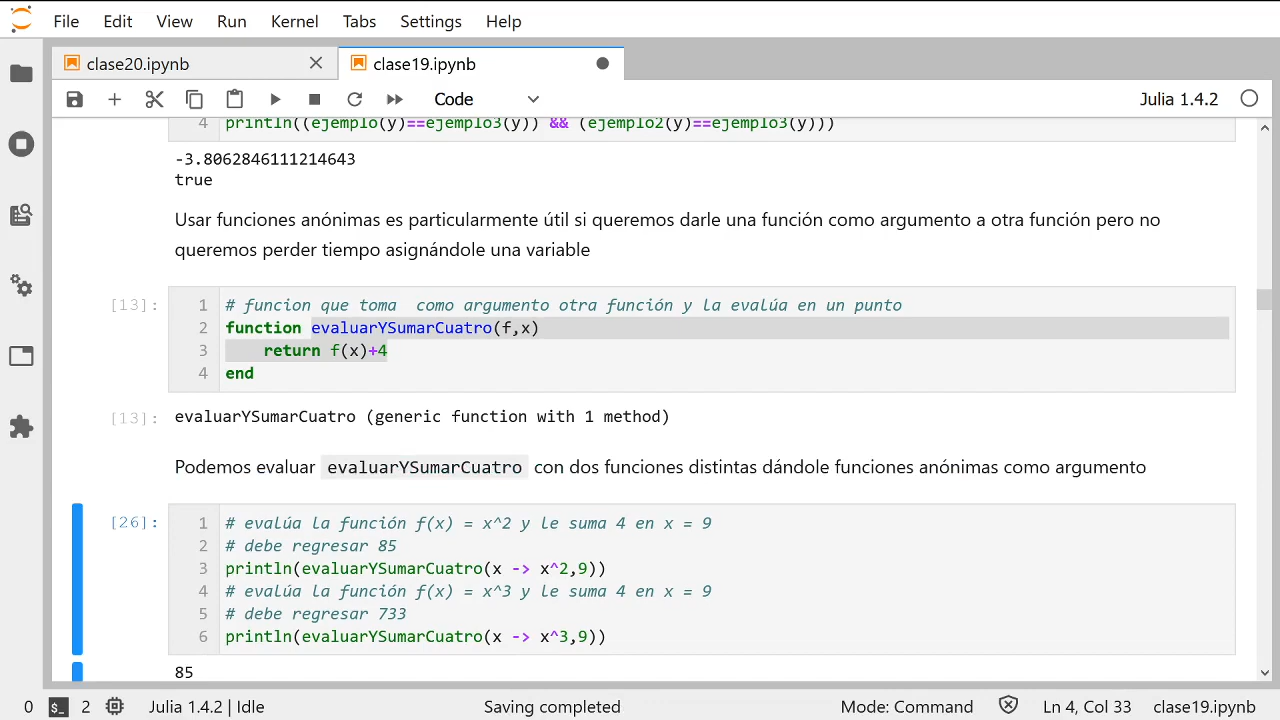 File Edit View Run Kernel Tabs Settings Help
clase20.ipynb
clase19.ipynb
Code
Julia 1.4.2
4 println((ejemplo(y)==ejemplo3(y)) && (ejemplo2(y)==ejemplo3(y)))
-3.8062846111214643
true
Usar funciones anónimas es particularmente útil si queremos darle una función como argumento a otra función pero no
queremos perder tiempo asignándole una variable
[13]: 1 # funcion que toma  como argumento otra función y la evalúa en un punto
2 function evaluarYSumarCuatro(f,x)
3     return f(x)+4
4 end
[13]: evaluarYSumarCuatro (generic function with 1 method)
Podemos evaluar evaluarYSumarCuatro con dos funciones distintas dándole funciones anónimas como argumento
[26]: 1 # evalúa la función f(x) = x^2 y le suma 4 en x = 9
2 # debe regresar 85
3 println(evaluarYSumarCuatro(x -> x^2,9))
4 # evalúa la función f(x) = x^3 y le suma 4 en x = 9
5 # debe regresar 733
6 println(evaluarYSumarCuatro(x -> x^3,9))
85
0 $_ 2 Julia 1.4.2 | Idle Saving completed Mode: Command Ln 4, Col 33 clase19.ipynb